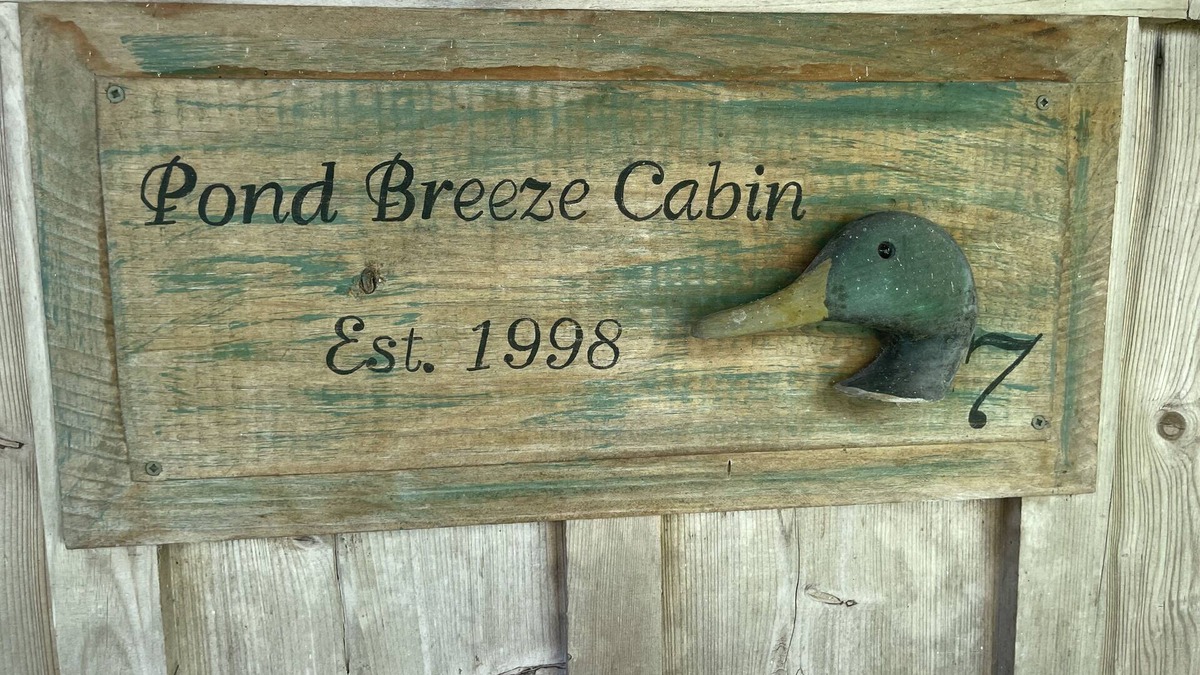 Pond Breeze Cabin
Est. 1998
7